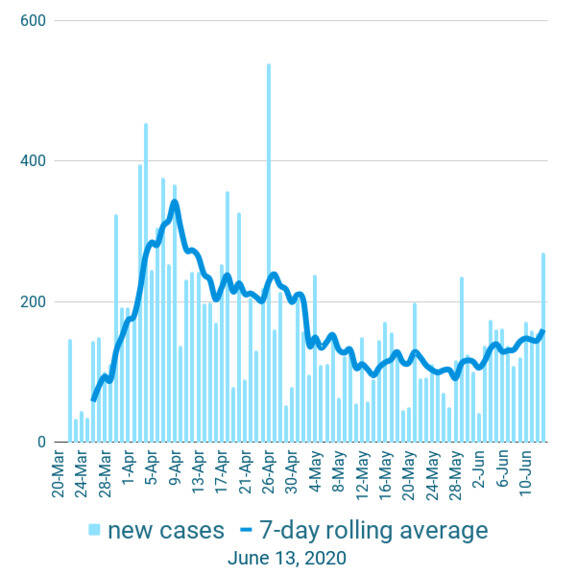 600
400
200
0
20-Mar
24-Mar
28-Mar
1-Apr
5-Apr
9-Apr
13-Apr
17-Apr
21-Apr
26-Apr
30-Apr
4-May
8-May
12-May
16-May
20-May
24-May
28-May
2-Jun
6-Jun
10-Jun
new cases 7-day rolling average
June 13, 2020